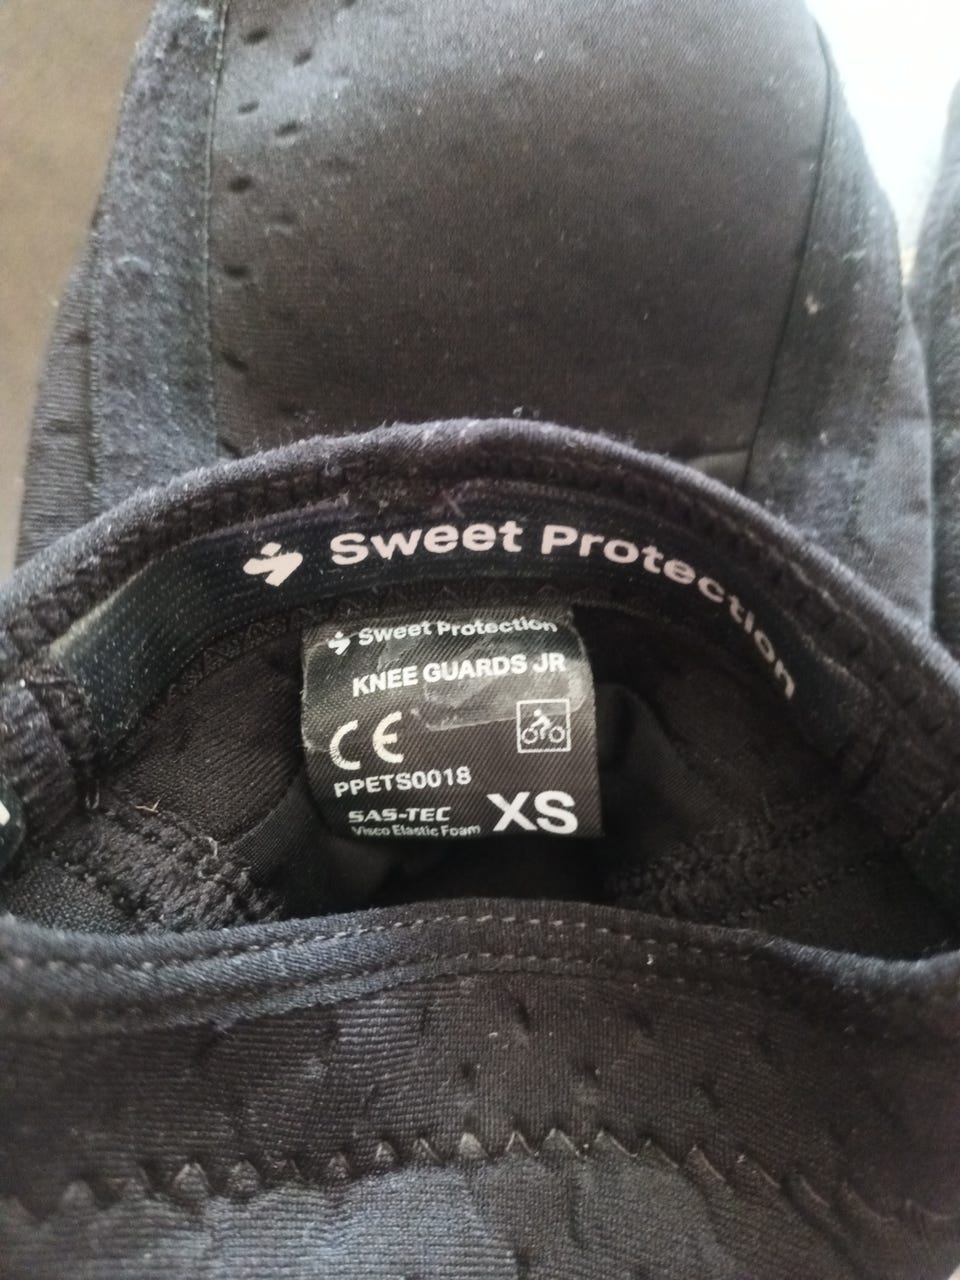 Sweet Protection
Sweet Protection
KNEE GUARDS JR
CE
PPETS0018
SAS-TEC
Visco Elastic Foam
XS